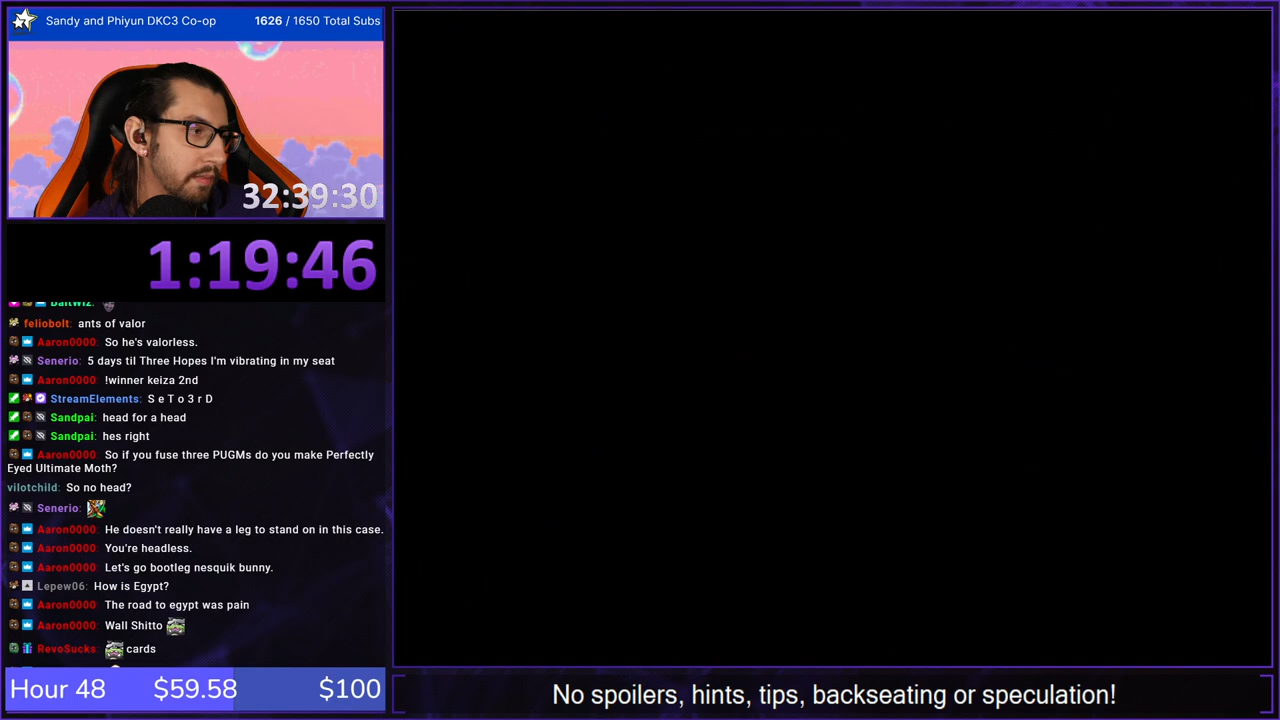 Sandy and Phiyun DKC3 Co-op 1626 / 1650 Total Subs
32:39:30
1:19:46
BaitWiz:
feliobolt: ants of valor
Aaron0000: So he's valorless.
Senerio: 5 days til Three Hopes I'm vibrating in my seat
Aaron0000: !winner keiza 2nd
StreamElements: S e T o 3 r D
Sandpai: head for a head
Sandpai: hes right
Aaron0000: So if you fuse three PUGMs do you make Perfectly
Eyed Ultimate Moth?
vilotchild: So no head?
Senerio:
Aaron0000: He doesn't really have a leg to stand on in this case.
Aaron0000: You're headless.
Aaron0000: Let's go bootleg nesquik bunny.
Lepew06: How is Egypt?
Aaron0000: The road to egypt was pain
Aaron0000: Wall Shitto
RevoSucks: cards
Hour 48 $59.58 $100
No spoilers, hints, tips, backseating or speculation!